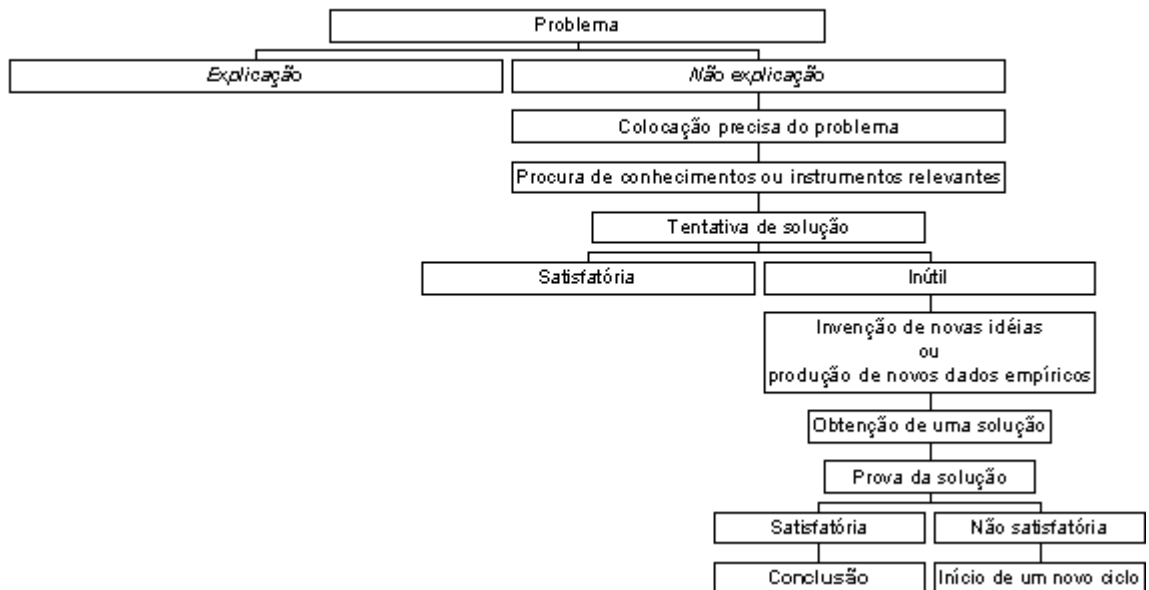 Problema
Explicação
Não explicação
Colocação precisa do problema
Procura de conhecimentos ou instrumentos relevantes
Tentativa de solução
Satisfatória
Inútil
Invenção de novas idéias
ou
produção de novos dados empíricos
Obtenção de uma solução
Prova da solução
Satisfatória
Não satisfatória
Conclusão
Início de um novo ciclo